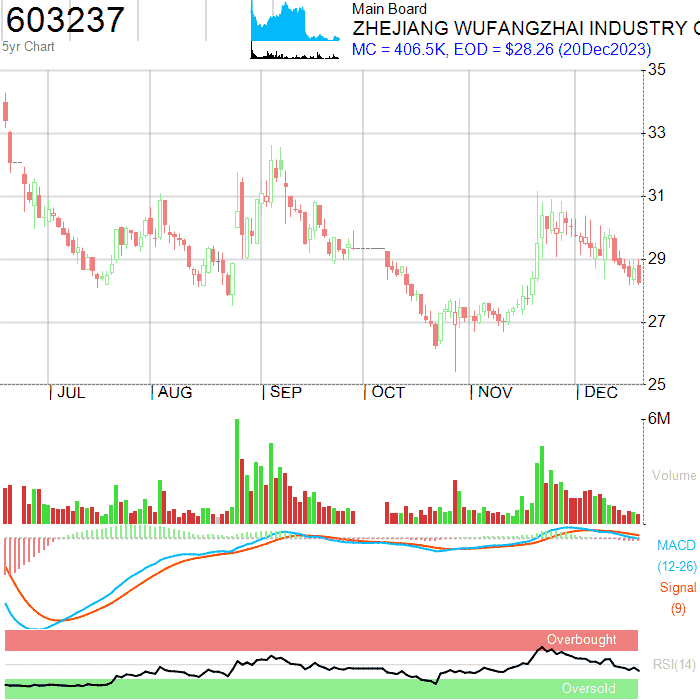 603237
5yr Chart
Main Board
ZHEJIANG WUFANGZHAI INDUSTRY
MC = 406.5K, EOD = $28.26 (20Dec2023)
35
33
31
29
27
25
JUL AUG SEP OCT NOV DEC
6M
Volume
MACD
(12-26)
Signal
(9)
Overbought
RSI(14)
Oversold